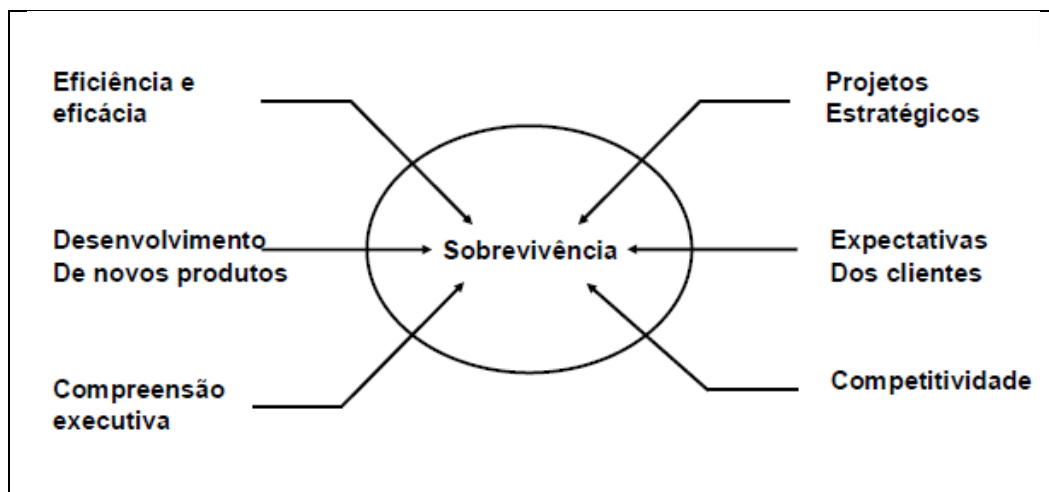 Eficiência e
eficácia
Projetos
Estratégicos
Desenvolvimento
De novos produtos
Sobrevivência
Expectativas
Dos clientes
Compreensão
executiva
Competitividade